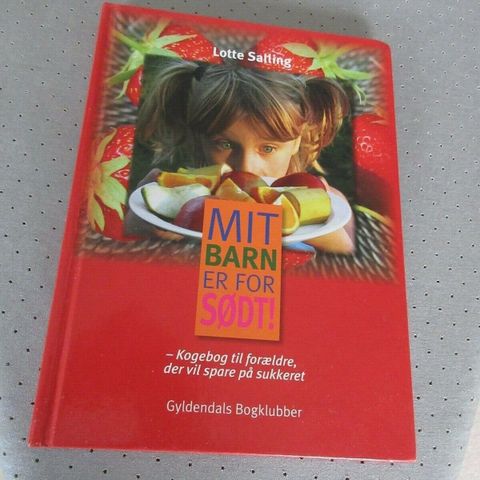 Lotte Salling
MIT
BARN
ER FOR
SØDT!
– Kogebog til forældre,
der vil spare på sukkeret
Gyldendals Bogklubber